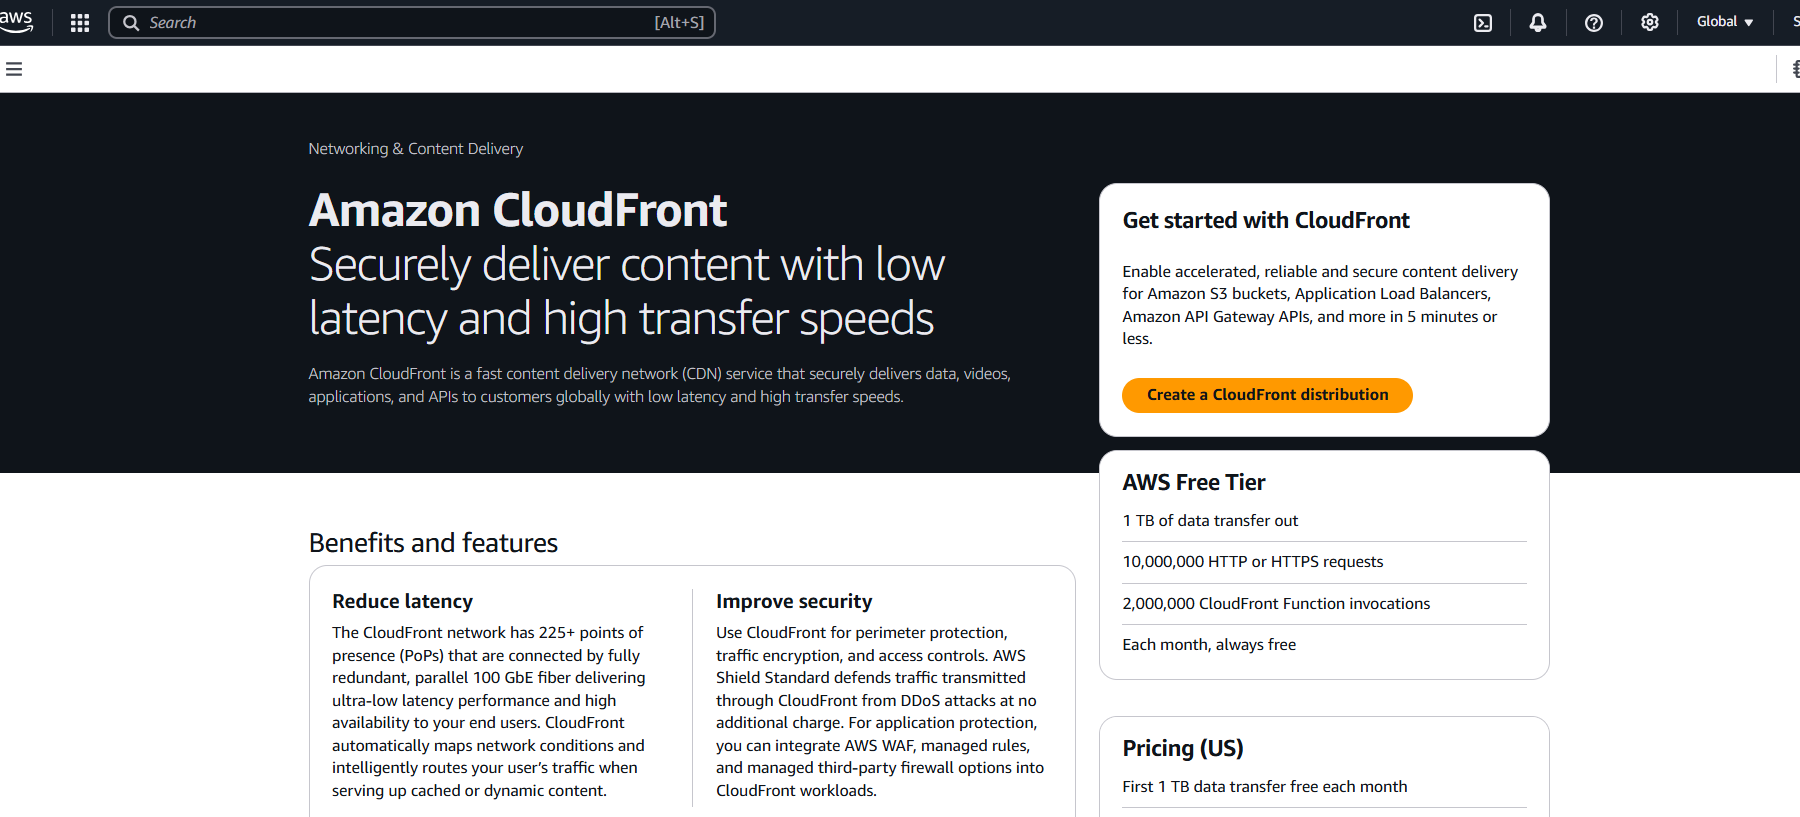 aws
Search [Alt+S]
Global
Networking & Content Delivery
Amazon CloudFront
Securely deliver content with low
latency and high transfer speeds
Amazon CloudFront is a fast content delivery network (CDN) service that securely delivers data, videos,
applications, and APIs to customers globally with low latency and high transfer speeds.
Get started with CloudFront
Enable accelerated, reliable and secure content delivery
for Amazon S3 buckets, Application Load Balancers,
Amazon API Gateway APIs, and more in 5 minutes or
less.
Create a CloudFront distribution
AWS Free Tier
1 TB of data transfer out
10,000,000 HTTP or HTTPS requests
2,000,000 CloudFront Function invocations
Each month, always free
Benefits and features
Reduce latency
The CloudFront network has 225+ points of
presence (PoPs) that are connected by fully
redundant, parallel 100 GbE fiber delivering
ultra-low latency performance and high
availability to your end users. CloudFront
automatically maps network conditions and
intelligently routes your user’s traffic when
serving up cached or dynamic content.
Improve security
Use CloudFront for perimeter protection,
traffic encryption, and access controls. AWS
Shield Standard defends traffic transmitted
through CloudFront from DDoS attacks at no
additional charge. For application protection,
you can integrate AWS WAF, managed rules,
and managed third-party firewall options into
CloudFront workloads.
Pricing (US)
First 1 TB data transfer free each month